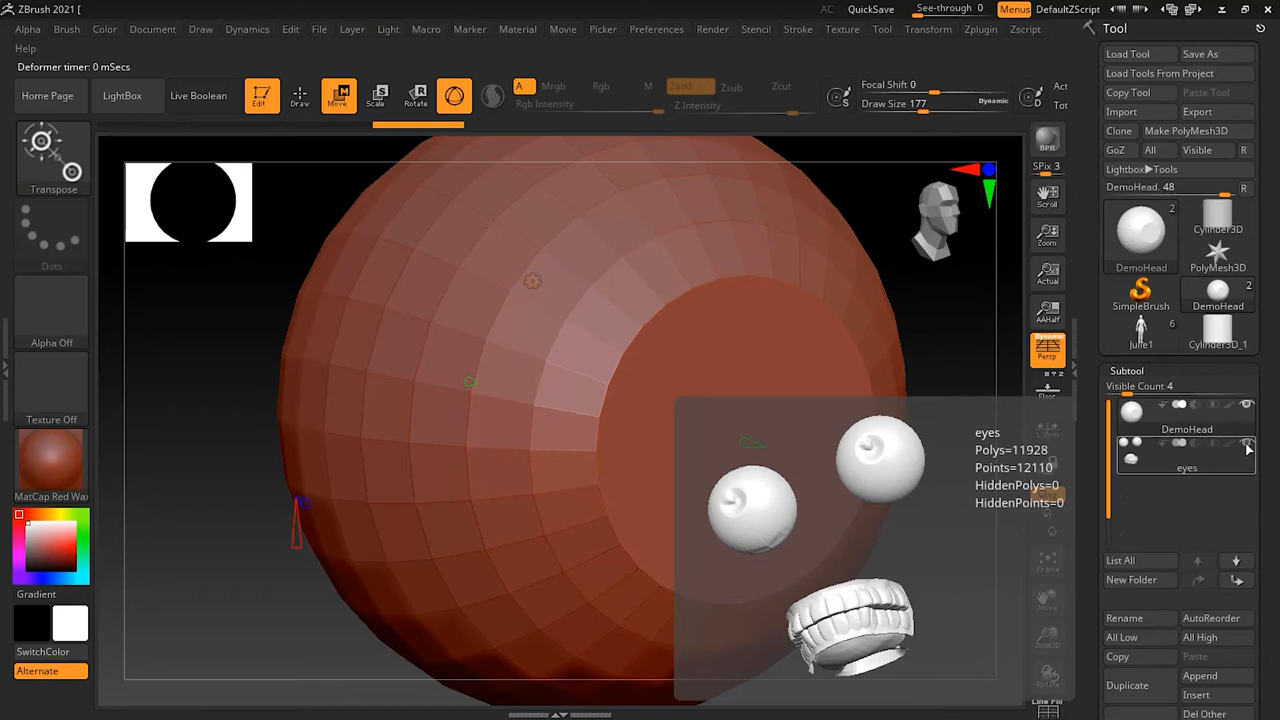 ZBrush 2021 [
AC QuickSave See-through 0 Menus DefaultZScript
Alpha Brush Color Document Draw Dynamics Edit File Layer Light Macro Marker Material Movie Picker Preferences Render Stencil Stroke Texture Tool Transform Zplugin Zscript
Help
Deformer timer: 0 mSecs
Home Page LightBox Live Boolean Edit Draw Move Scale Rotate
A Mrgb Rgb M Zadd Zsub Zcut
Rgb Intensity Z Intensity
Focal Shift 0
Draw Size 177 Dynamic
Act
Tot
Transpose
Dots
Alpha Off
Texture Off
MatCap Red Wax
Gradient
SwitchColor
Alternate
BPR
SPix 3
Scroll
Zoom
Actual
AAHalf
Dynamic
Persp
Floor
Frame
Move
Zoom3D
Rotate
Line Fill
eyes
Polys=11928
Points=12110
HiddenPolys=0
HiddenPoints=0
Tool
Load Tool Save As
Load Tools From Project
Copy Tool Paste Tool
Import Export
Clone Make PolyMesh3D
GoZ All Visible R
Lightbox▶Tools
DemoHead. 48 R
2
DemoHead
Cylinder3D
PolyMesh3D
SimpleBrush
2
DemoHead
6
Julie1
Cylinder3D_1
Subtool
Visible Count 4
DemoHead
eyes
List All
New Folder
Rename AutoReorder
All Low All High
Copy Paste
Duplicate Append
Insert
Del Other